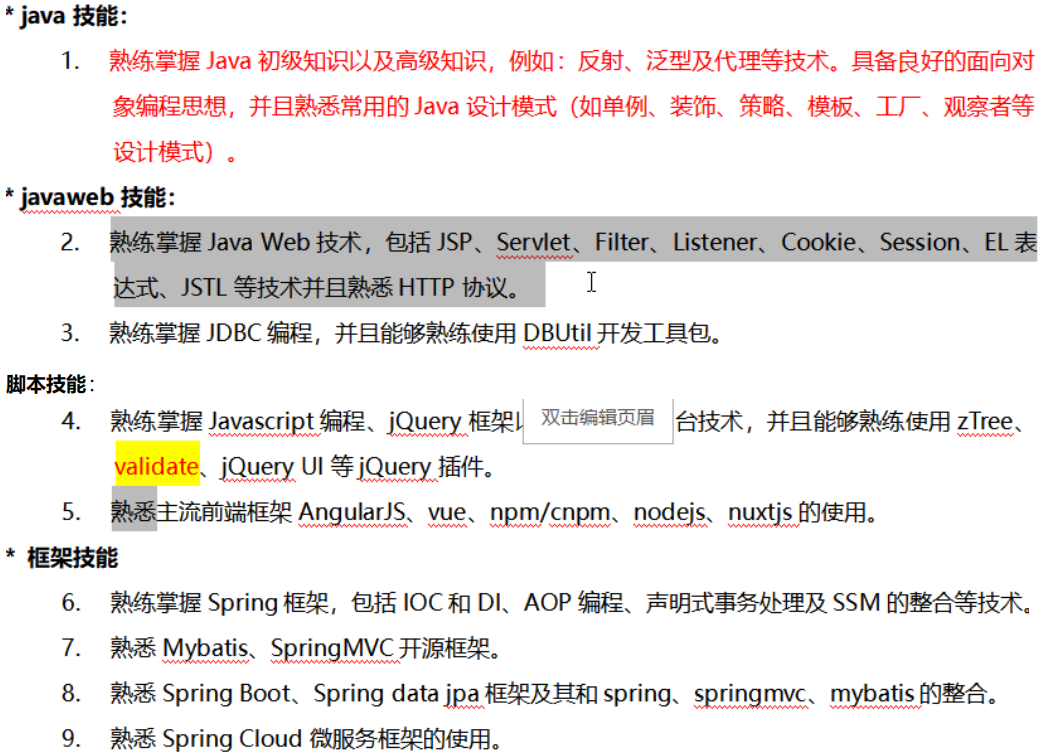 * java 技能：
1. 熟练掌握 Java 初级知识以及高级知识，例如：反射、泛型及代理等技术。具备良好的面向对
象编程思想，并且熟悉常用的 Java 设计模式（如单例、装饰、策略、模板、工厂、观察者等
设计模式）。
* javaweb 技能：
2. 熟练掌握 Java Web 技术，包括 JSP、Servlet、Filter、Listener、Cookie、Session、EL 表
达式、JSTL 等技术并且熟悉 HTTP 协议。
3. 熟练掌握 JDBC 编程，并且能够熟练使用 DBUtil 开发工具包。
脚本技能：
4. 熟练掌握 Javascript 编程、jQuery 框架 双击编辑页眉 台技术，并且能够熟练使用 zTree、
validate、jQuery UI 等 jQuery 插件。
5. 熟悉主流前端框架 AngularJS、vue、npm/cnpm、nodejs、nuxtjs 的使用。
* 框架技能
6. 熟练掌握 Spring 框架，包括 IOC 和 DI、AOP 编程、声明式事务处理及 SSM 的整合等技术。
7. 熟悉 Mybatis、SpringMVC 开源框架。
8. 熟悉 Spring Boot、Spring data jpa 框架及其和 spring、springmvc、mybatis 的整合。
9. 熟悉 Spring Cloud 微服务框架的使用。